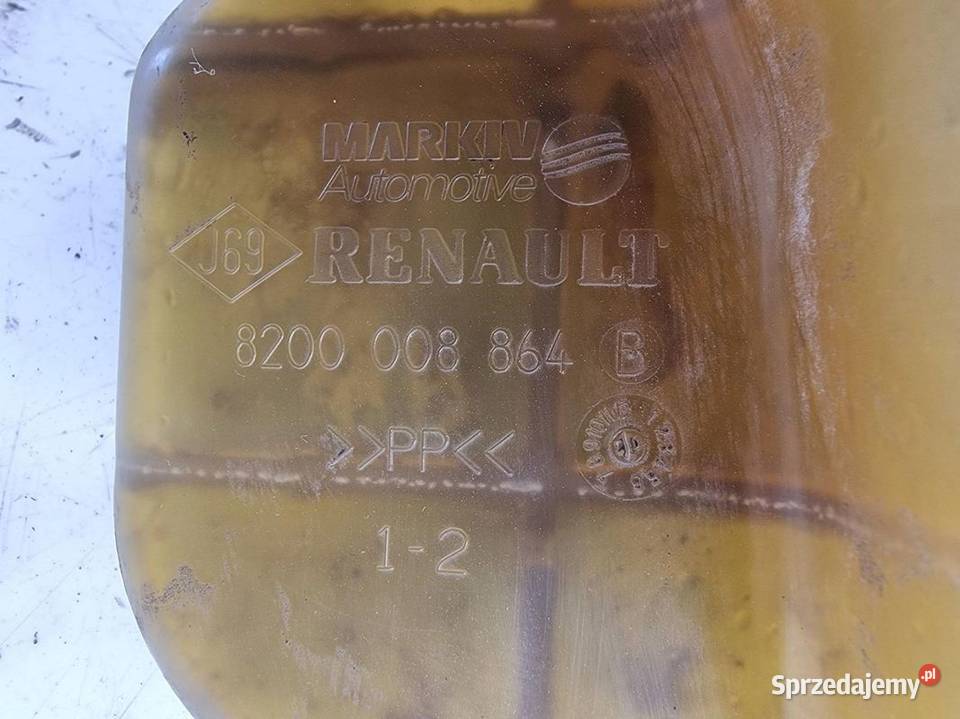 MARKIV
Automotive
J69 RENAULT
8200 008 864 B
>>PP<<
1-2
Sprzedajemy.pl